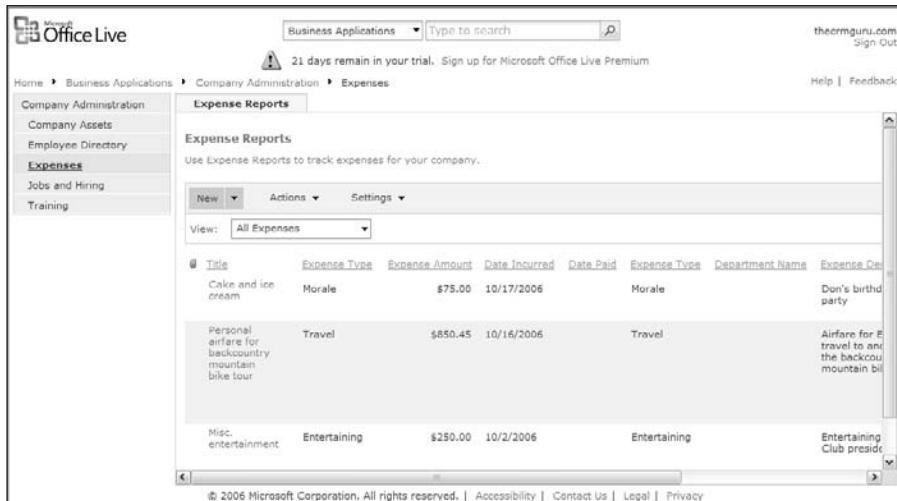 Microsoft
Office Live
Business Applications Type to search
thecrmguru.com
Sign Out
21 days remain in your trial. Sign up for Microsoft Office Live Premium
Home Business Applications Company Administration Expenses
Help | Feedback
Company Administration
Company Assets
Employee Directory
Expenses
Jobs and Hiring
Training
Expense Reports
Expense Reports
Use Expense Reports to track expenses for your company.
New Actions Settings
View: All Expenses
Title Expense Type Expense Amount Date Incurred Date Paid Expense Type Department Name Expense
Cake and ice
cream
Morale $75.00 10/17/2006 Morale
Don's birthd
party
Personal
airfare for
backcountry
mountain
bike tour
Travel $850.45 10/16/2006 Travel
Airfare for E
travel to and
the backcou
mountain bi
Misc.
entertainment
Entertaining $250.00 10/2/2006 Entertaining
Entertaining
Club preside
© 2006 Microsoft Corporation. All rights reserved. | Accessibility | Contact Us | Legal | Privacy